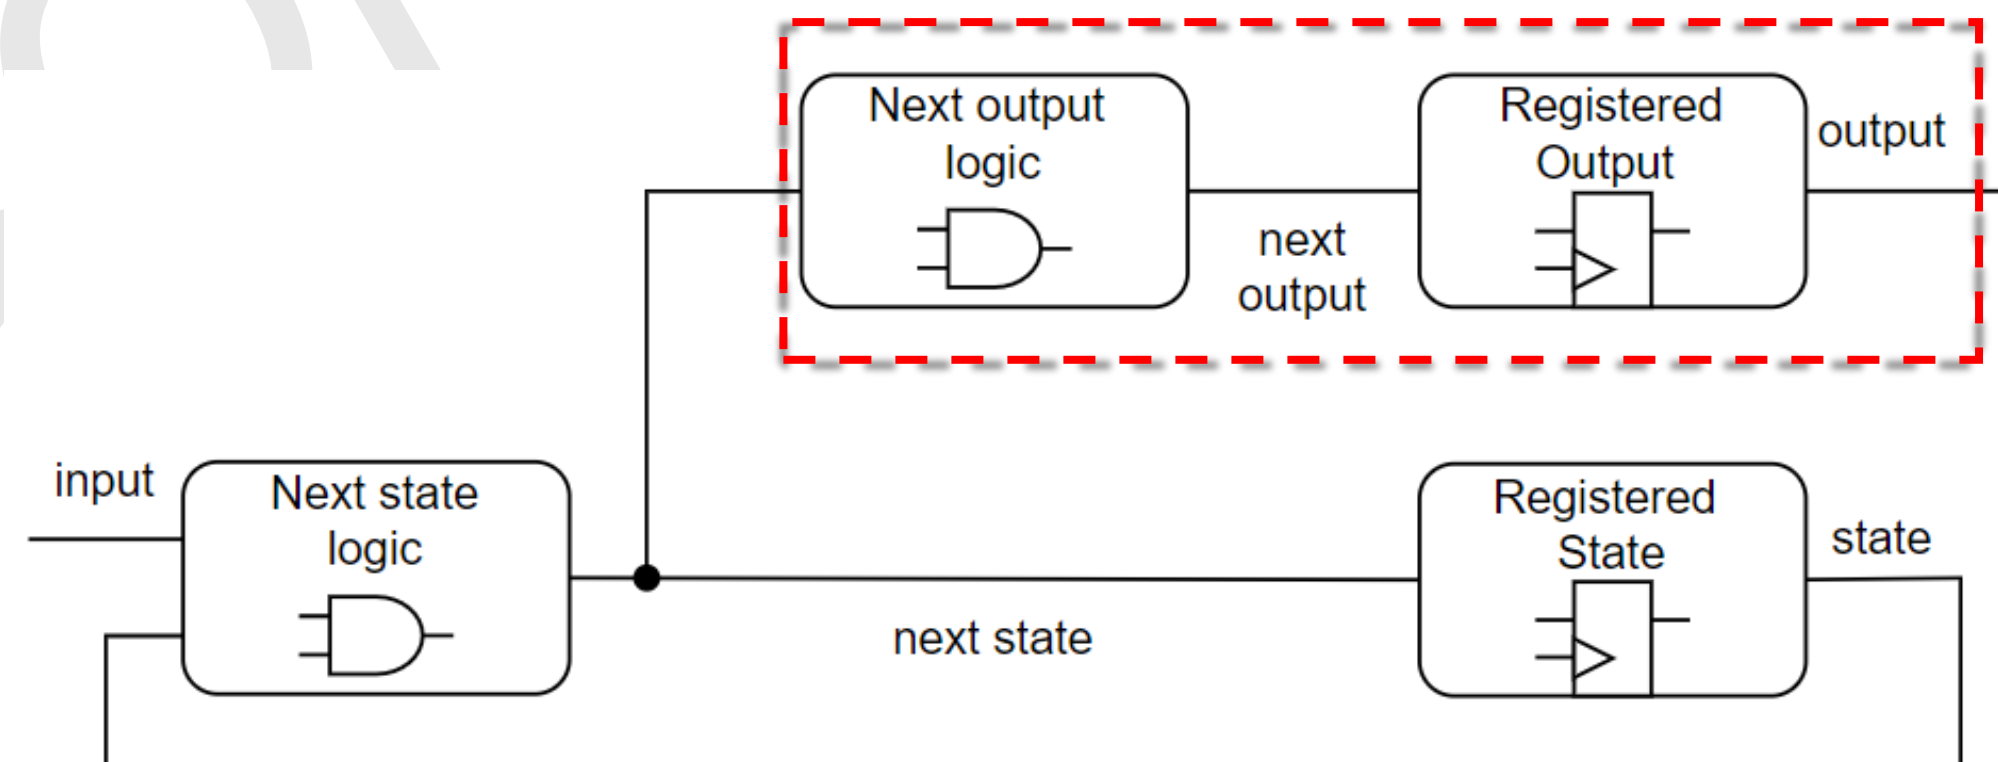 Next output
logic
Registered
Output
output
next
output
input
Next state
logic
next state
Registered
State
state